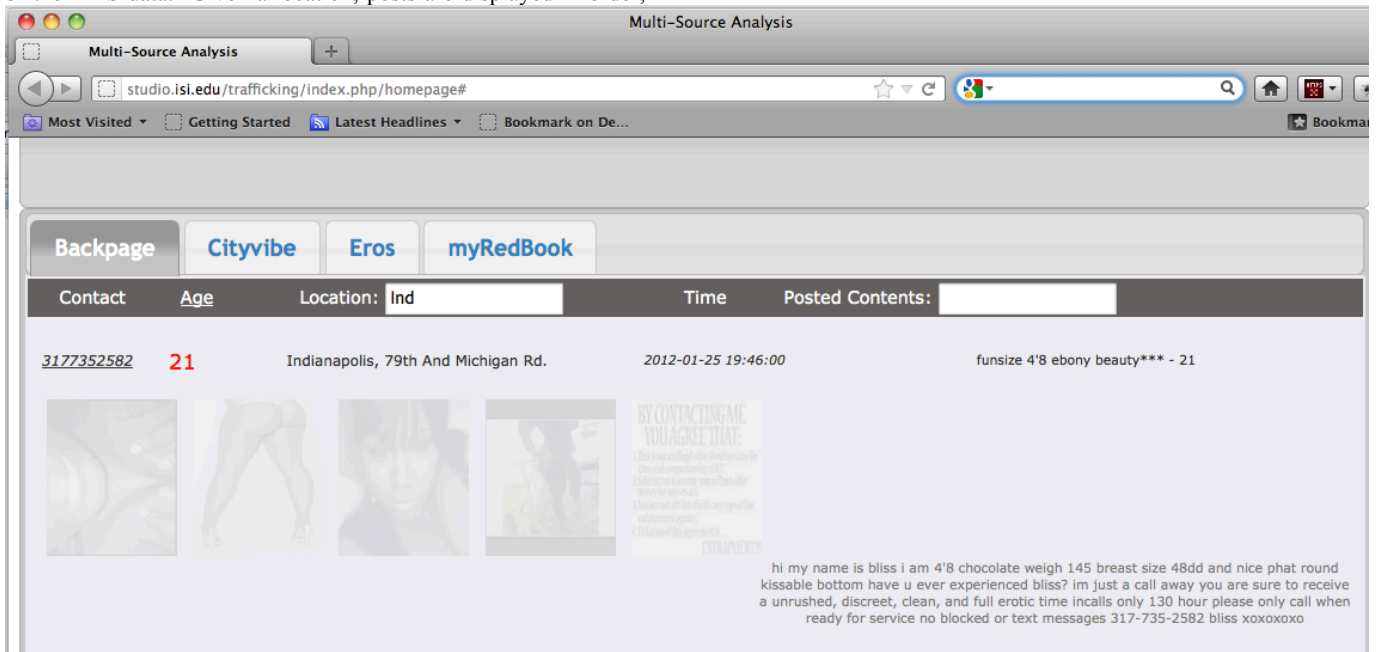 Multi-Source Analysis
Multi-Source Analysis
studio.isi.edu/trafficking/index.php/homepage#
Most Visited Getting Started Latest Headlines Bookmark on De... Bookma
Backpage Cityvibe Eros myRedBook
Contact Age Location: Ind Time Posted Contents:
3177352582 21 Indianapolis, 79th And Michigan Rd. 2012-01-25 19:46:00 funsize 4'8 ebony beauty*** - 21
BY CONTACTING ME
YOU AGREE THAT:
ENTRAPMENT!!
hi my name is bliss i am 4'8 chocolate weigh 145 breast size 48dd and nice phat round
kissable bottom have u ever experienced bliss? im just a call away you are sure to receive
a unrushed, discreet, clean, and full erotic time incalls only 130 hour please only call when
ready for service no blocked or text messages 317-735-2582 bliss xoxoxoxo